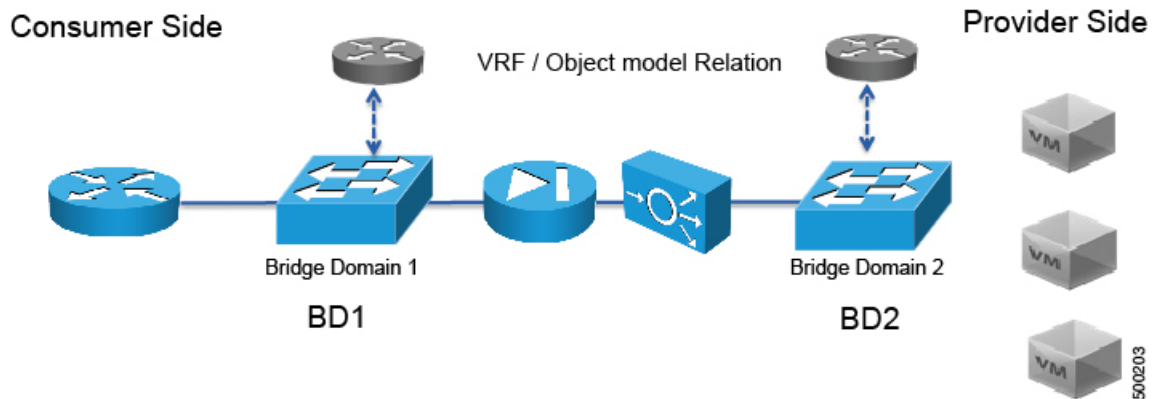 Consumer Side
VRF / Object model Relation
Provider Side
VM
VM
VM
Bridge Domain 1
Bridge Domain 2
BD1
BD2
500203